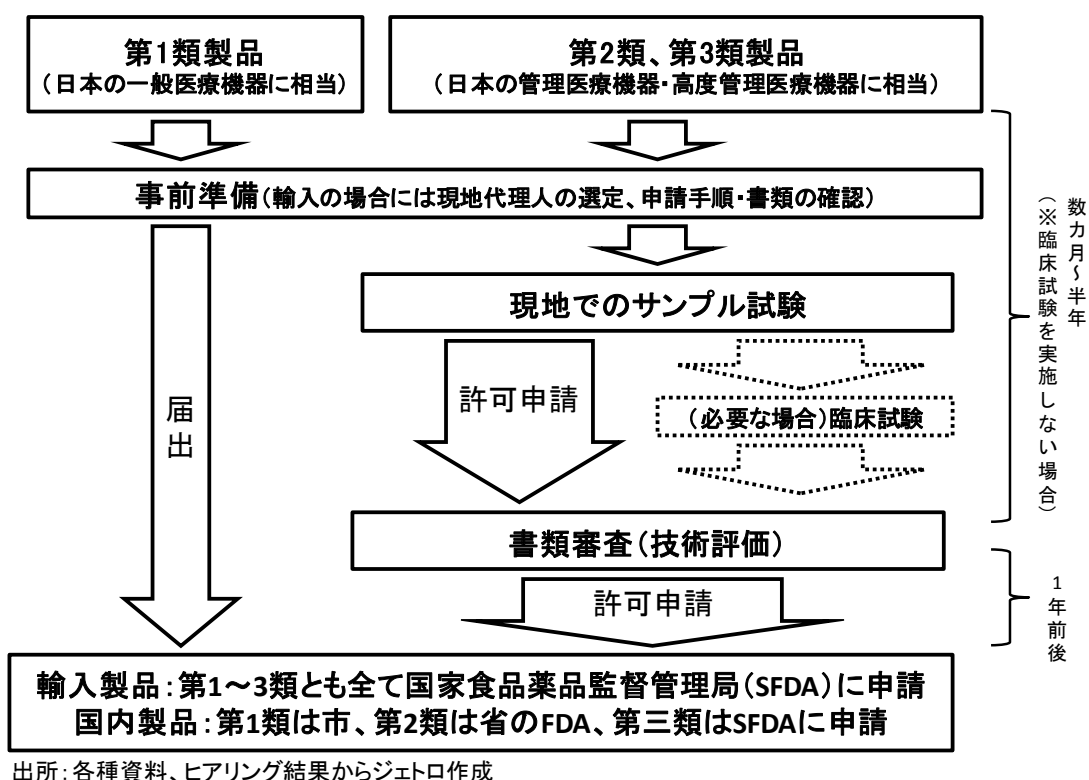 第1類製品
（日本の一般医療機器に相当）
第2類、第3類製品
（日本の管理医療機器・高度管理医療機器に相当）
事前準備（輸入の場合には現地代理人の選定、申請手順・書類の確認）
現地でのサンプル試験
届出
許可申請
（必要な場合）臨床試験
書類審査（技術評価）
許可申請
数カ月～半年
（※臨床試験を実施しない場合）
1年前後
輸入製品：第1～3類とも全て国家食品薬品監督管理局（SFDA）に申請
国内製品：第1類は市、第2類は省のFDA、第三類はSFDAに申請
出所：各種資料、ヒアリング結果からジェトロ作成